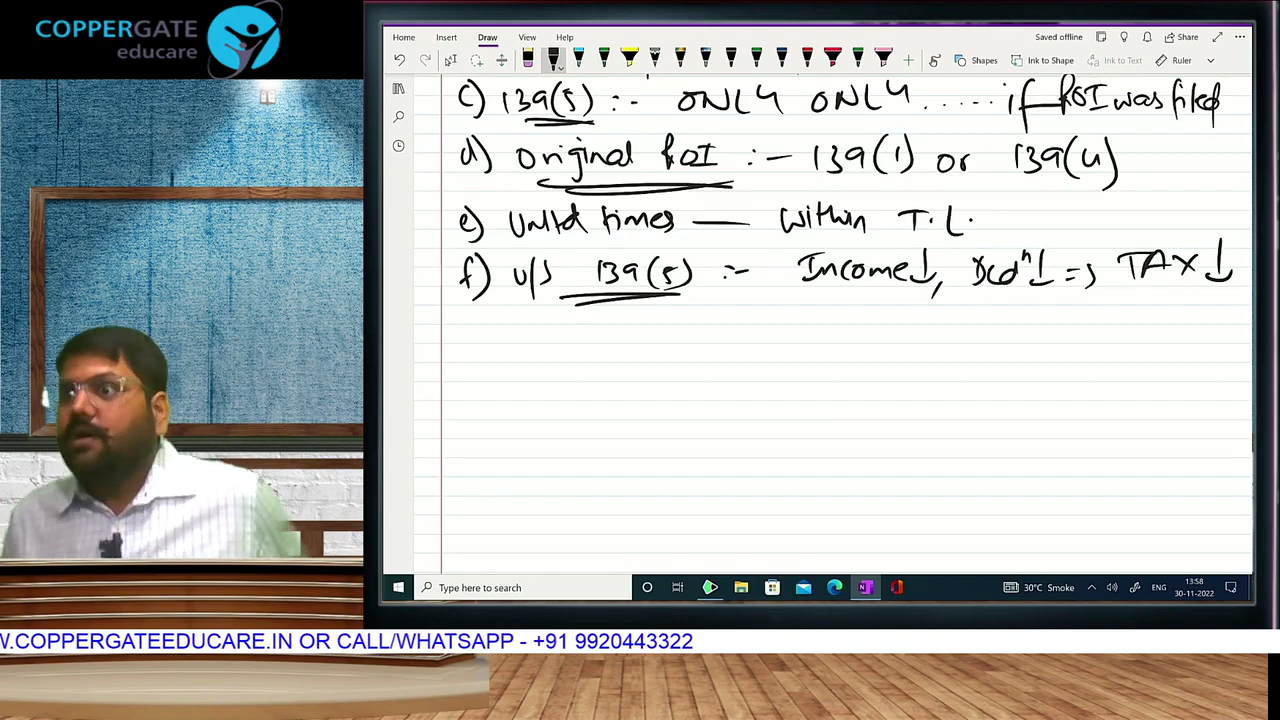 COPPERGATE
educare
Home Insert Draw View Help
Saved offline Share
Shapes Ink to Shape Ink to Text Ruler
c) 139(5) :- ONLY ONLY ..... if ROI was filed
d) Original ROI :- 139(1) or 139(4)
e) Unltd times — Within T.L.
f) u/s 139(5) :- Income↓, Dedn↓ => TAX↓
Type here to search
30°C Smoke ENG 13:58
30-11-2022
W.COPPERGATEEDUCARE.IN OR CALL/WHATSAPP - +91 9920443322